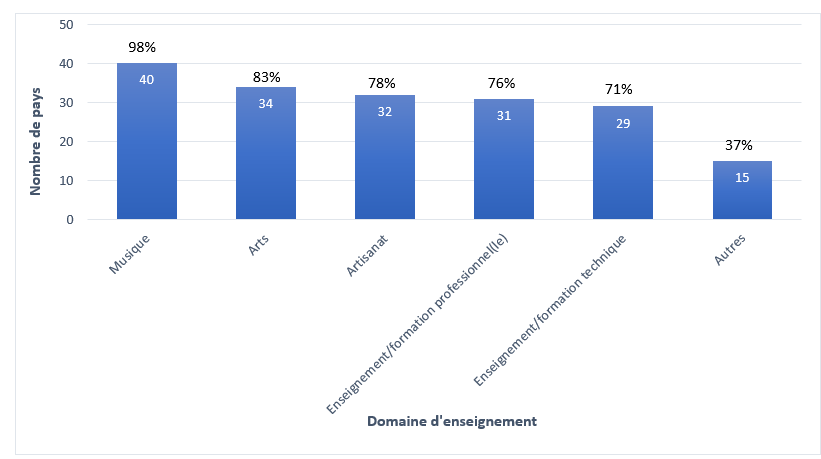 50
40
30
20
10
0
Nombre de pays
98%
83%
78%
76%
71%
37%
40
34
32
31
29
15
Musique
Arts
Artisanat
Enseignement/formation professionnel(le)
Enseignement/formation technique
Autres
Domaine d'enseignement